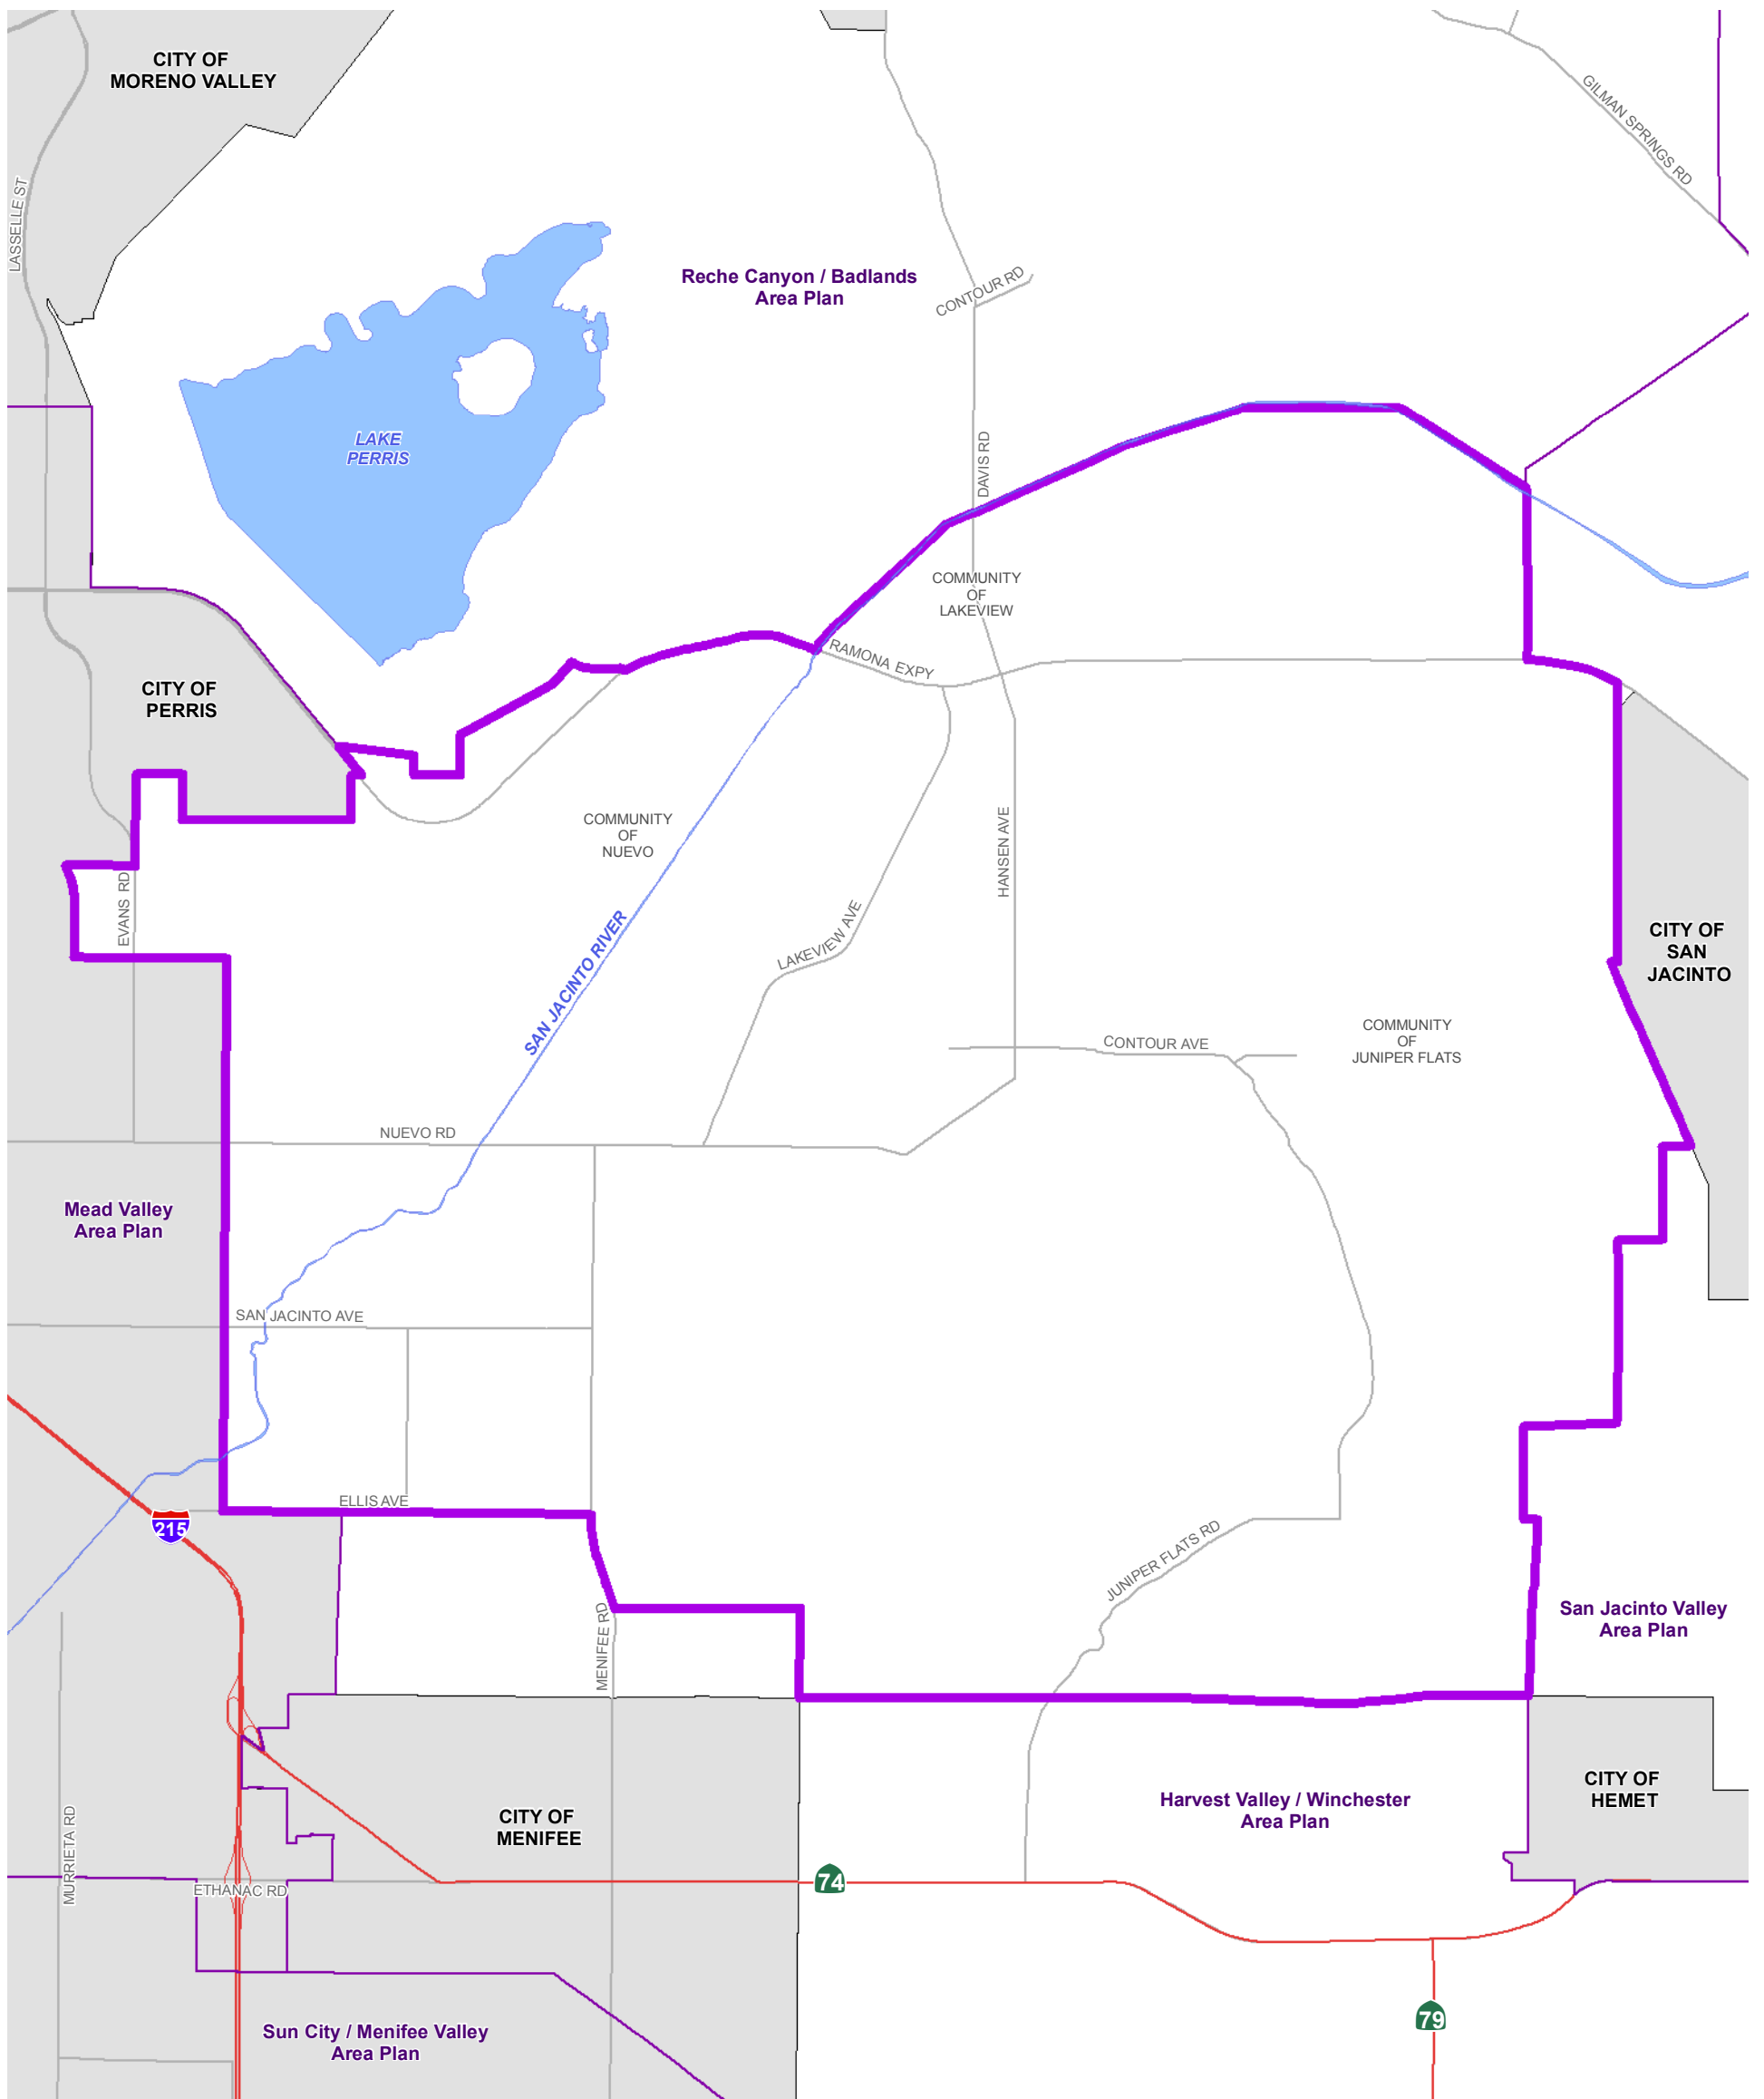 CITY OF
MORENO VALLEY
GILMAN SPRINGS RD
LASSELLE ST
Reche Canyon / Badlands
Area Plan
CONTOUR RD
LAKE
PERRIS
DAVIS RD
COMMUNITY
OF
LAKEVIEW
RAMONA EXPY
CITY OF
PERRIS
COMMUNITY
OF
NUEVO
HANSEN AVE
EVANS RD
LAKEVIEW AVE
SAN JACINTO RIVER
CITY OF
SAN
JACINTO
COMMUNITY
OF
JUNIPER FLATS
CONTOUR AVE
NUEVO RD
Mead Valley
Area Plan
SAN JACINTO AVE
ELLIS AVE
215
JUNIPER FLATS RD
MENIFEE RD
San Jacinto Valley
Area Plan
CITY OF
HEMET
Harvest Valley / Winchester
Area Plan
CITY OF
MENIFEE
MURRIETA RD
74
ETHANAC RD
79
Sun City / Menifee Valley
Area Plan